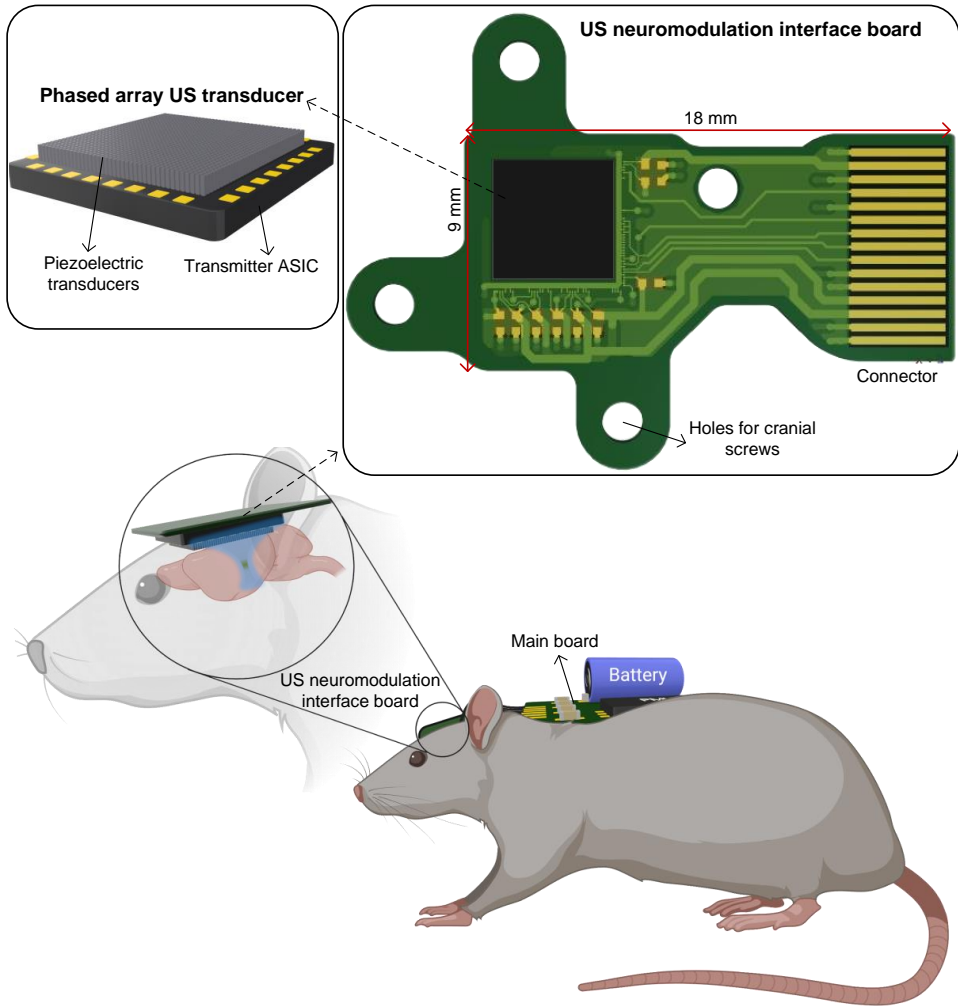 US neuromodulation interface board
Phased array US transducer
18 mm
9 mm
Piezoelectric
transducers
Transmitter ASIC
Connector
Holes for cranial
screws
Main board
Battery
US neuromodulation
interface board